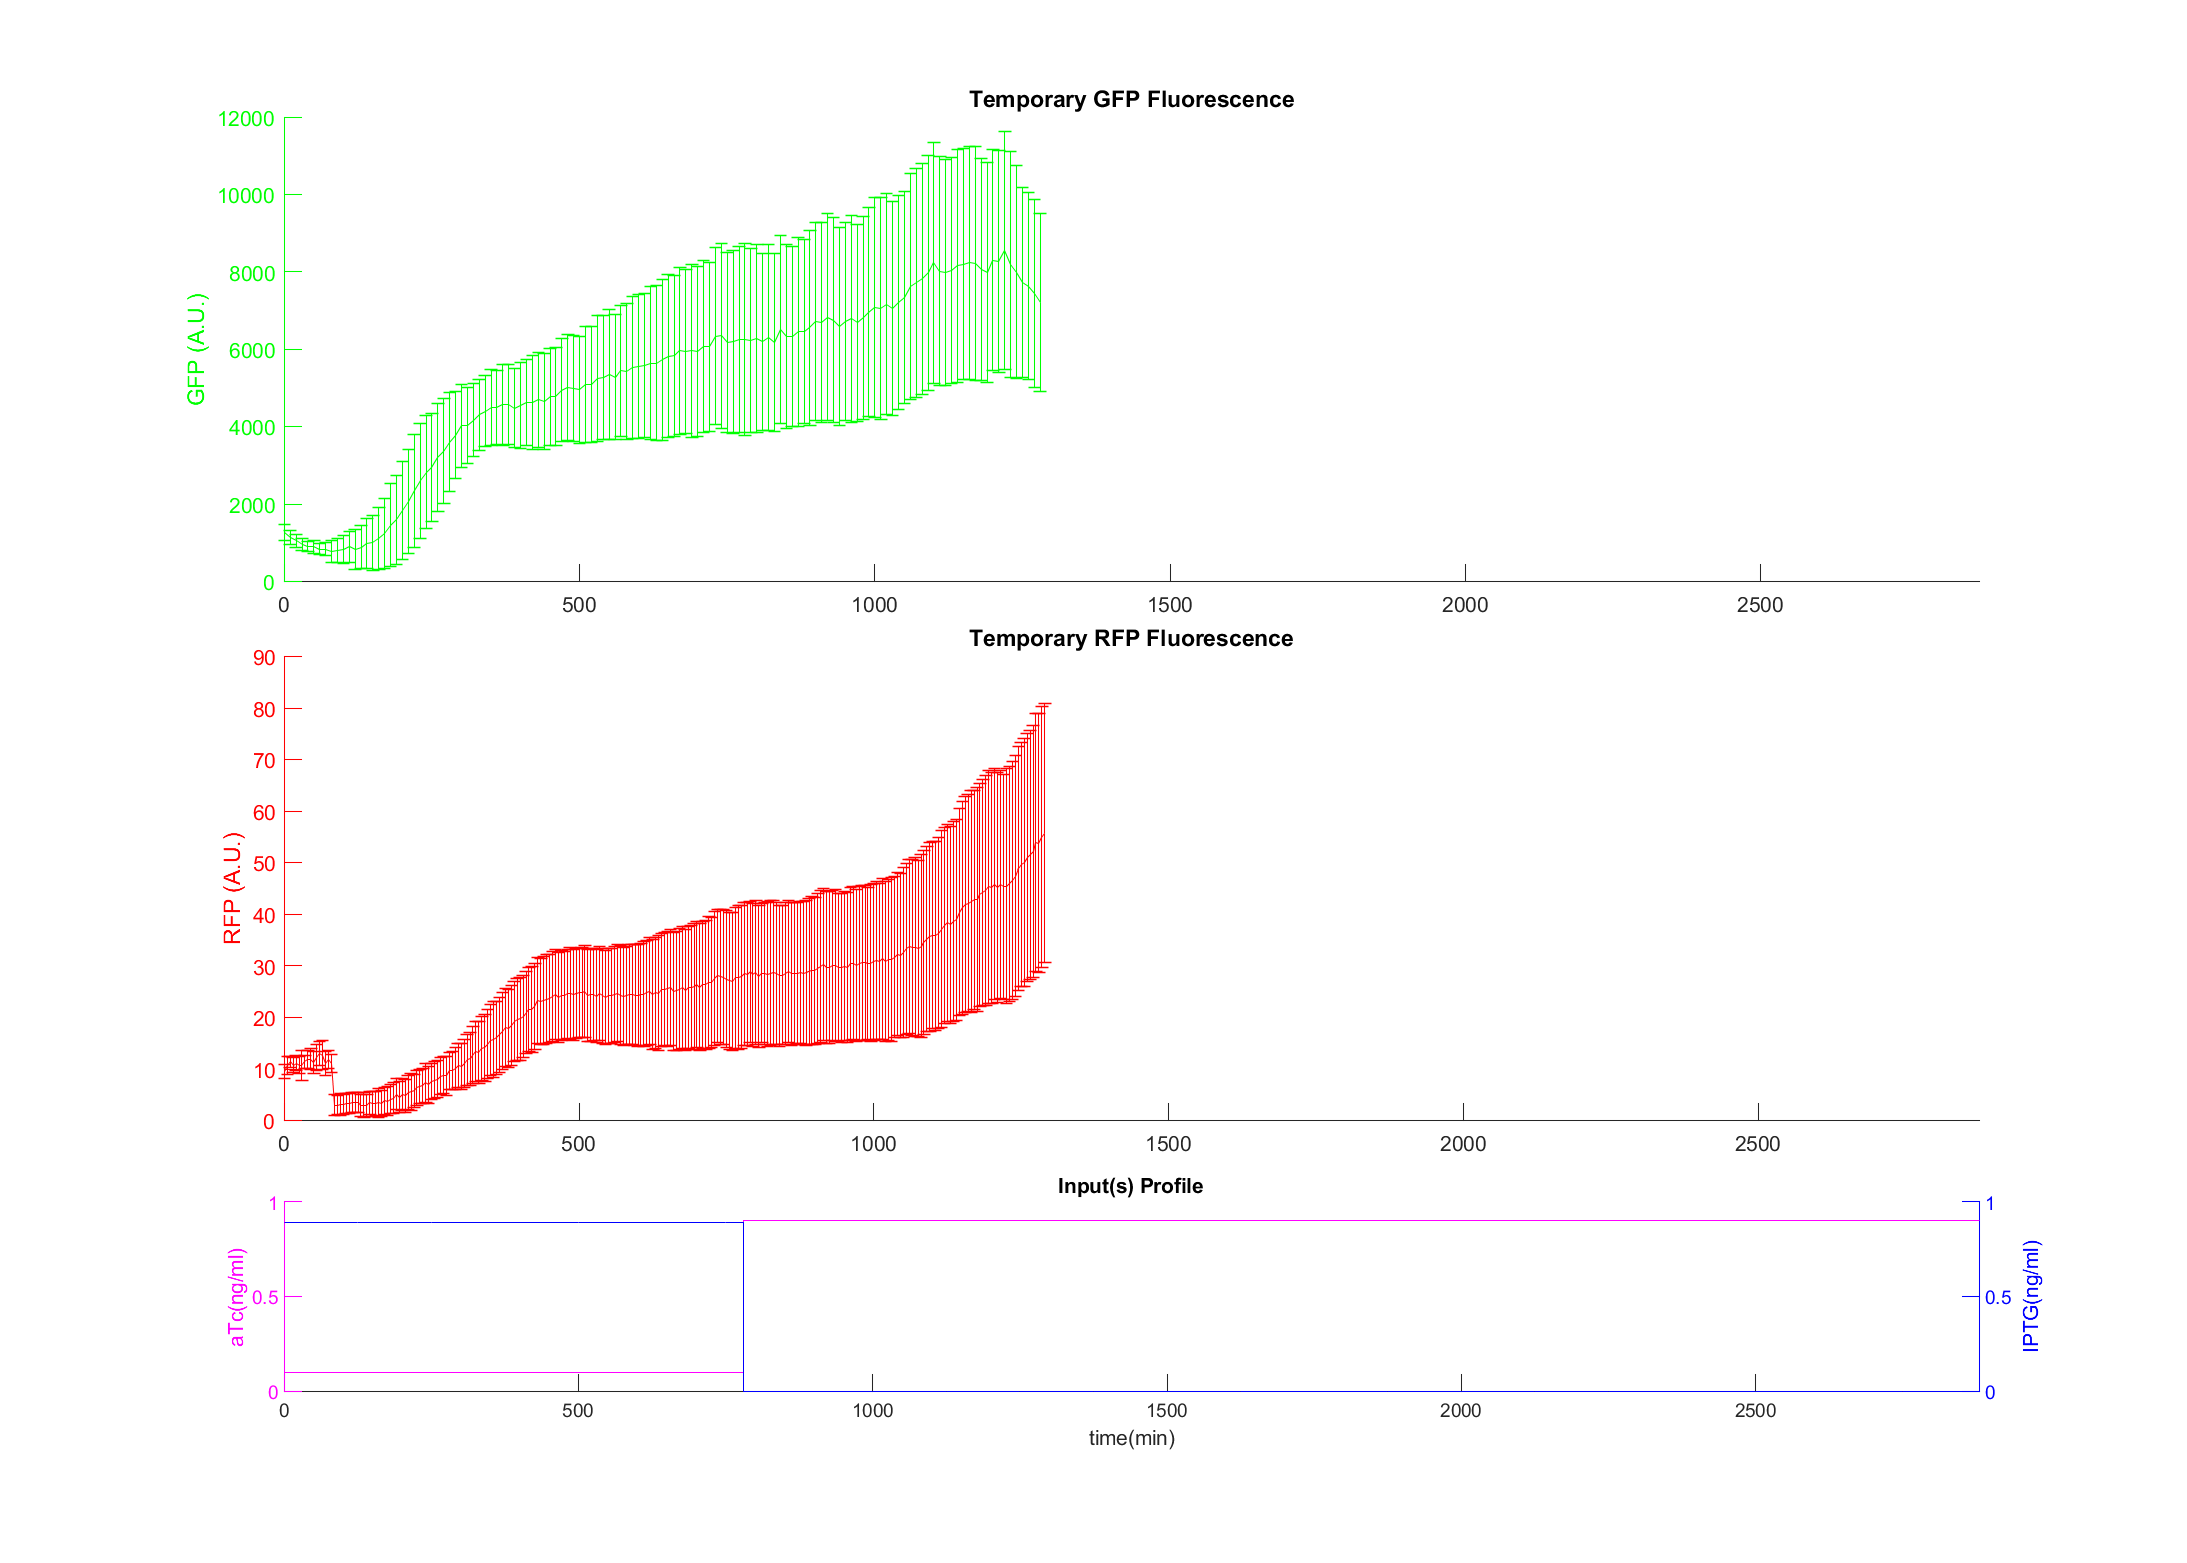 Temporary GFP Fluorescence
12000
10000
8000
6000
4000
2000
0
GFP (A.U.)
0 500 1000 1500 2000 2500
Temporary RFP Fluorescence
90
80
70
60
50
40
30
20
10
0
RFP (A.U.)
0 500 1000 1500 2000 2500
Input(s) Profile
1
0.5
0
aTc(ng/ml)
1
0.5
0
IPTG(ng/ml)
0 500 1000 1500 2000 2500
time(min)